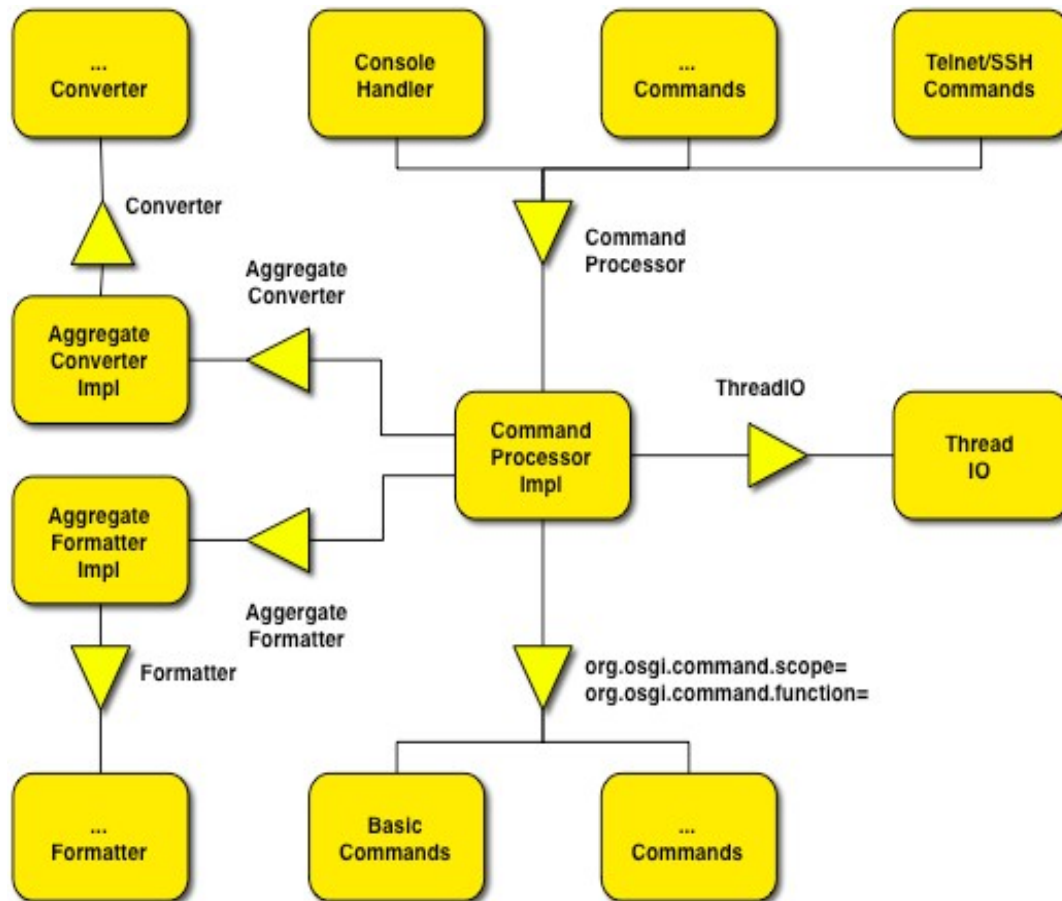 ...
Converter
Console
Handler
...
Commands
Telnet/SSH
Commands
Converter
Command
Processor
Aggregate
Converter
Aggregate
Converter
Impl
ThreadIO
Command
Processor
Impl
Thread
IO
Aggregate
Formatter
Impl
Aggergate
Formatter
Formatter
org.osgi.command.scope=
org.osgi.command.function=
...
Formatter
Basic
Commands
...
Commands